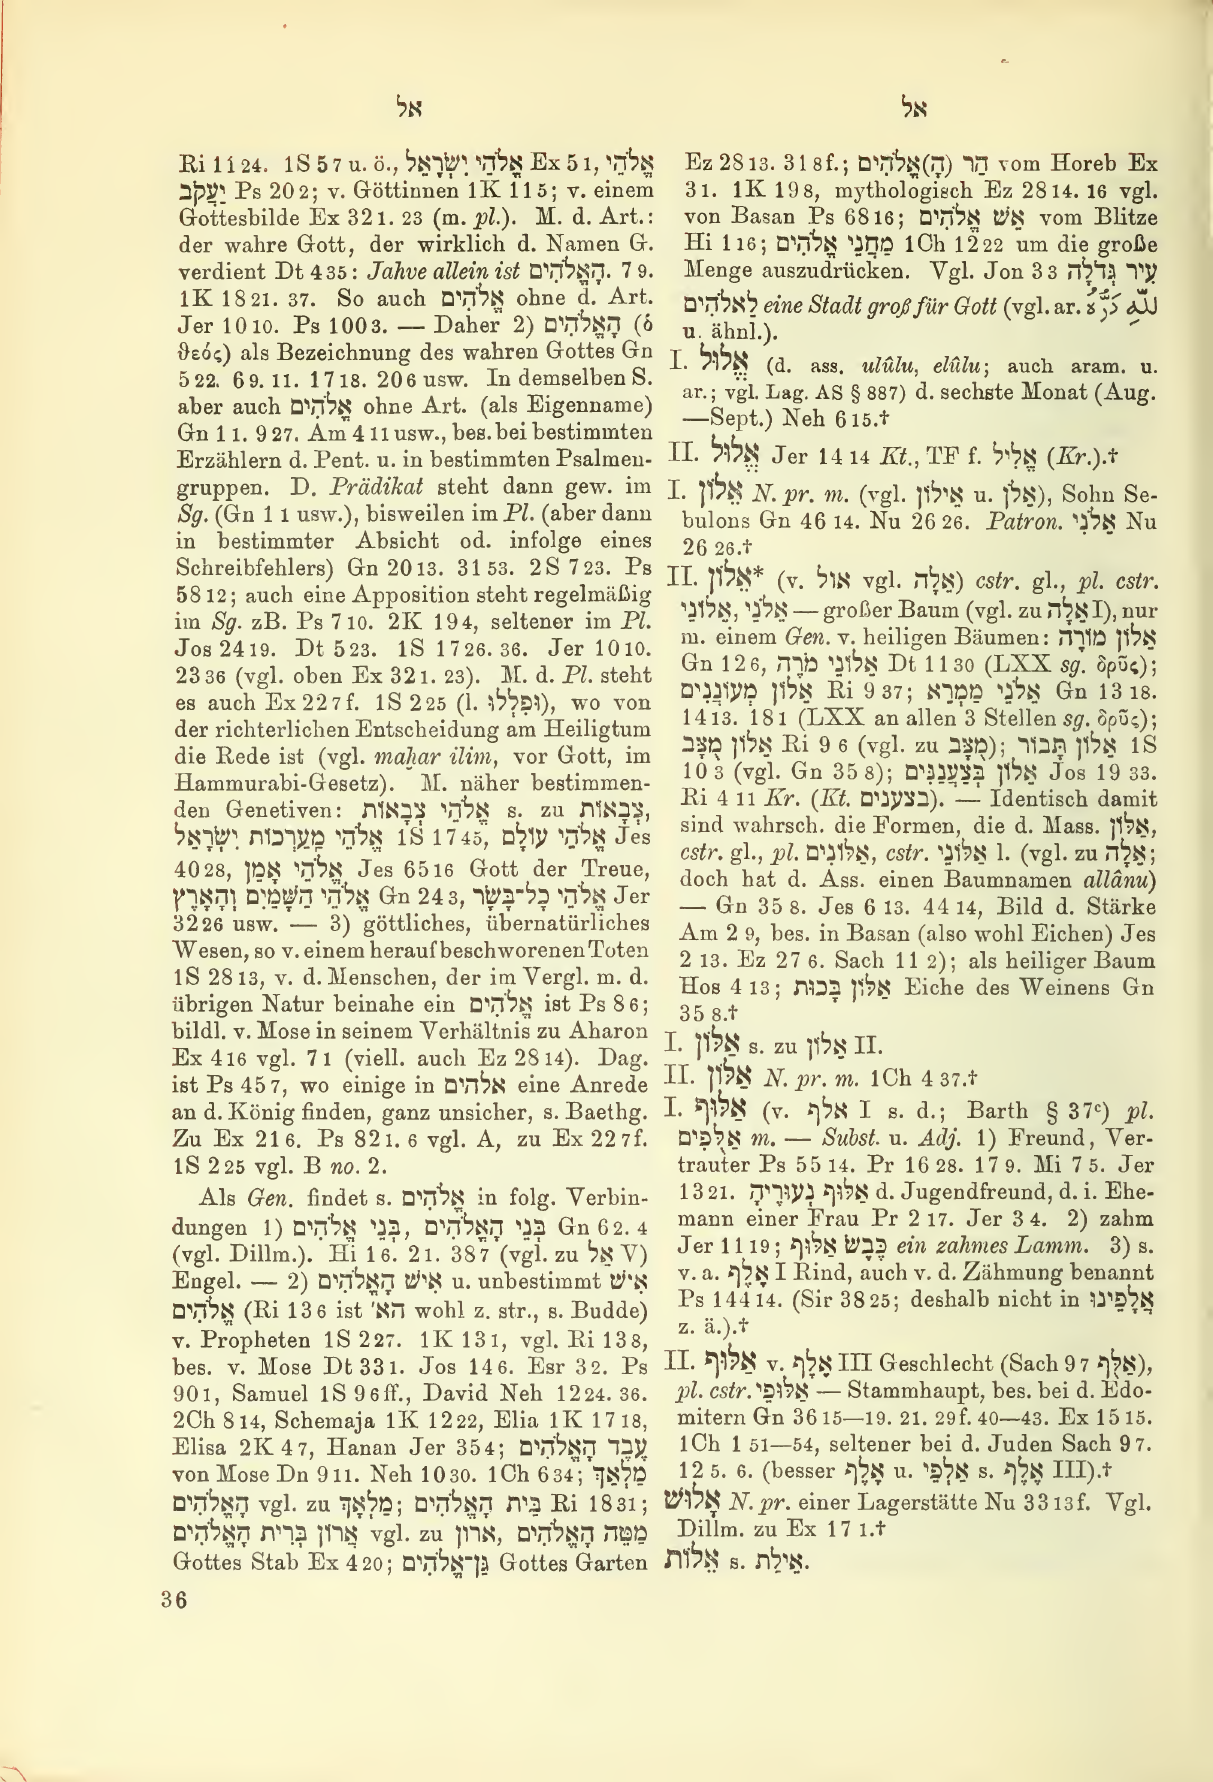 אל
אל
Ri 11 24. 1S 5 7 u. ö., אֱלֹהֵי יִשְׂרָאֵל Ex 5 1, אֱלֹהֵי
יַעֲקֹב Ps 20 2; v. Göttinnen 1K 11 5; v. einem
Gottesbilde Ex 32 1. 23 (m. pl.). M. d. Art.:
der wahre Gott, der wirklich d. Namen G.
verdient Dt 4 35: Jahve allein ist הָאֱלֹהִים. 7 9.
1K 18 21. 37. So auch אֱלֹהִים ohne d. Art.
Jer 10 10. Ps 100 3. — Daher 2) הָאֱלֹהִים (ὁ
ϑεός) als Bezeichnung des wahren Gottes Gn
5 22. 6 9. 11. 17 18. 20 6 usw. In demselben S.
aber auch אֱלֹהִים ohne Art. (als Eigenname)
Gn 1 1. 9 27. Am 4 11 usw., bes. bei bestimmten
Erzählern d. Pent. u. in bestimmten Psalmen-
gruppen. D. Prädikat steht dann gew. im
Sg. (Gn 1 1 usw.), bisweilen im Pl. (aber dann
in bestimmter Absicht od. infolge eines
Schreibfehlers) Gn 20 13. 31 53. 2S 7 23. Ps
58 12; auch eine Apposition steht regelmäßig
im Sg. zB. Ps 7 10. 2K 19 4, seltener im Pl.
Jos 24 19. Dt 5 23. 1S 17 26. 36. Jer 10 10.
23 36 (vgl. oben Ex 32 1. 23). M. d. Pl. steht
es auch Ex 22 7 f. 1S 2 25 (l. וּפִלְלוּ), wo von
der richterlichen Entscheidung am Heiligtum
die Rede ist (vgl. maḫar ilim, vor Gott, im
Hammurabi-Gesetz). M. näher bestimmen-
den Genetiven: אֱלֹהֵי צְבָאוֹת s. zu צְבָאוֹת,
אֱלֹהֵי מַעַרְכוֹת יִשְׂרָאֵל 1S 17 45, אֱלֹהֵי עוֹלָם Jes
40 28, אֱלֹהֵי אָמֵן Jes 65 16 Gott der Treue,
אֱלֹהֵי הַשָּׁמַיִם וְהָאָרֶץ Gn 24 3, אֱלֹהֵי כָל־בָּשָׂר Jer
32 26 usw. — 3) göttliches, übernatürliches
Wesen, so v. einem heraufbeschworenen Toten
1S 28 13, v. d. Menschen, der im Vergl. m. d.
übrigen Natur beinahe ein אֱלֹהִים ist Ps 8 6;
bildl. v. Mose in seinem Verhältnis zu Aharon
Ex 4 16 vgl. 7 1 (viell. auch Ez 28 14). Dag.
ist Ps 45 7, wo einige in אלהים eine Anrede
an d. König finden, ganz unsicher, s. Baethg.
Zu Ex 21 6. Ps 82 1. 6 vgl. A, zu Ex 22 7 f.
1S 2 25 vgl. B no. 2.
Als Gen. findet s. אֱלֹהִים in folg. Verbin-
dungen 1) בְּנֵי הָאֱלֹהִים, בְּנֵי אֱלֹהִים Gn 6 2. 4
(vgl. Dillm.). Hi 1 6. 2 1. 38 7 (vgl. zu אֵל V)
Engel. — 2) אִישׁ הָאֱלֹהִים u. unbestimmt אִישׁ
אֱלֹהִים (Ri 13 6 ist הא' wohl z. str., s. Budde)
v. Propheten 1S 2 27. 1K 13 1, vgl. Ri 13 8,
bes. v. Mose Dt 33 1. Jos 14 6. Esr 3 2. Ps
90 1, Samuel 1S 9 6 ff., David Neh 12 24. 36.
2Ch 8 14, Schemaja 1K 12 22, Elia 1K 17 18,
Elisa 2K 4 7, Hanan Jer 35 4; עֶבֶד הָאֱלֹהִים
von Mose Dn 9 11. Neh 10 30. 1Ch 6 34; מַלְאַךְ
הָאֱלֹהִים vgl. zu מַלְאָךְ; בֵּית הָאֱלֹהִים Ri 18 31;
אֲרוֹן בְּרִית הָאֱלֹהִים vgl. zu ארון, מַטֵּה הָאֱלֹהִים
Gottes Stab Ex 4 20; גַּן־אֱלֹהִים Gottes Garten
36
Ez 28 13. 31 8 f.; הַר (הָ)אֱלֹהִים vom Horeb Ex
3 1. 1K 19 8, mythologisch Ez 28 14. 16 vgl.
von Basan Ps 68 16; אֵשׁ אֱלֹהִים vom Blitze
Hi 1 16; מַחֲנֵי אֱלֹהִים 1Ch 12 22 um die große
Menge auszudrücken. Vgl. Jon 3 3 עִיר גְּדֹלָה
לֵאלֹהִים eine Stadt groß für Gott (vgl. ar.
u. ähnl.).
I. אֱלוּל (d. ass. ulûlu, elûlu; auch aram. u.
ar.; vgl. Lag. AS § 887) d. sechste Monat (Aug.
—Sept.) Neh 6 15.†
II. אֱלוּל Jer 14 14 Kt., TF f. אֱלִיל (Kr.).†
I. אֵלוֹן N. pr. m. (vgl. אֵילוֹן u. אֵלֹן), Sohn Se-
bulons Gn 46 14. Nu 26 26. Patron. אֵלֹנִי Nu
26 26.†
II. אֵלוֹן* (v. אול vgl. אֵלָה) cstr. gl., pl. cstr.
אֵלֹנֵי, אֵלוֹנֵי — großer Baum (vgl. zu אֵלָה I), nur
m. einem Gen. v. heiligen Bäumen: אֵלוֹן מוֹרֶה
Gn 12 6, אֵלוֹנֵי מֹרֶה Dt 11 30 (LXX sg. δρῦς);
אֵלוֹן מְעוֹנְנִים Ri 9 37; אֵלֹנֵי מַמְרֵא Gn 13 18.
14 13. 18 1 (LXX an allen 3 Stellen sg. δρῦς);
אֵלוֹן מֻצָּב Ri 9 6 (vgl. zu מֻצָּב); אֵלוֹן תָּבוֹר 1S
10 3 (vgl. Gn 35 8); אֵלוֹן בְּצַעֲנַנִּים Jos 19 33.
Ri 4 11 Kr. (Kt. בצענים). — Identisch damit
sind wahrsch. die Formen, die d. Mass. אַלּוֹן,
cstr. gl., pl. אַלּוֹנִים, cstr. אַלּוֹנֵי l. (vgl. zu אַלָּה;
doch hat d. Ass. einen Baumnamen allânu)
— Gn 35 8. Jes 6 13. 44 14, Bild d. Stärke
Am 2 9, bes. in Basan (also wohl Eichen) Jes
2 13. Ez 27 6. Sach 11 2); als heiliger Baum
Hos 4 13; אַלּוֹן בָּכוּת Eiche des Weinens Gn
35 8.†
I. אַלּוֹן s. zu אֵלוֹן II.
II. אַלּוֹן N. pr. m. 1Ch 4 37.†
I. אַלּוּף (v. אלף I s. d.; Barth § 37ᶜ) pl.
אַלֻּפִים m. — Subst. u. Adj. 1) Freund, Ver-
trauter Ps 55 14. Pr 16 28. 17 9. Mi 7 5. Jer
13 21. אַלּוּף נְעוּרֶיהָ d. Jugendfreund, d. i. Ehe-
mann einer Frau Pr 2 17. Jer 3 4. 2) zahm
Jer 11 19; כֶּבֶשׂ אַלּוּף ein zahmes Lamm. 3) s.
v. a. אֶלֶף I Rind, auch v. d. Zähmung benannt
Ps 144 14. (Sir 38 25; deshalb nicht in אֲלָפֵינוּ
z. ä.).†
II. אַלּוּף v. אֶלֶף III Geschlecht (Sach 9 7 אַלֻּף),
pl. cstr. אַלּוּפֵי — Stammhaupt, bes. bei d. Edo-
mitern Gn 36 15—19. 21. 29 f. 40—43. Ex 15 15.
1Ch 1 51—54, seltener bei d. Juden Sach 9 7.
12 5. 6. (besser אֶלֶף u. אַלְפֵי s. אֶלֶף III).†
אָלוּשׁ N. pr. einer Lagerstätte Nu 33 13 f. Vgl.
Dillm. zu Ex 17 1.†
אֵלוֹת s. אֵילַת.